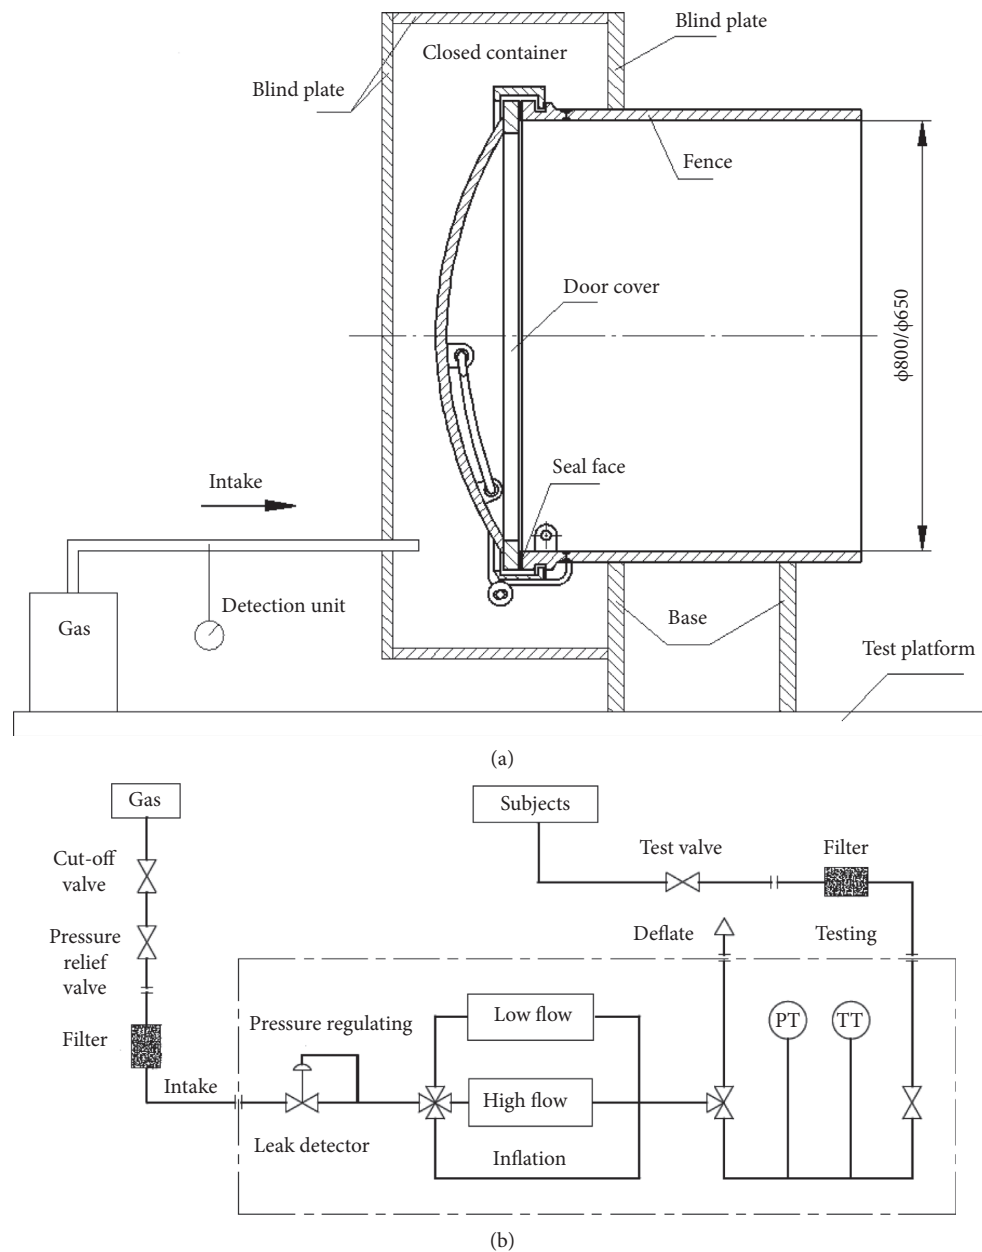 Blind plate
Closed container
Blind plate
Fence
Door cover
ϕ800/ϕ650
Seal face
Intake
Detection unit
Gas
Base
Test platform
(a)
Gas
Subjects
Cut-off
valve
Test valve
Filter
Pressure
relief
valve
Deflate
Testing
Filter
Pressure regulating
Low flow
PT
TT
Intake
High flow
Leak detector
Inflation
(b)